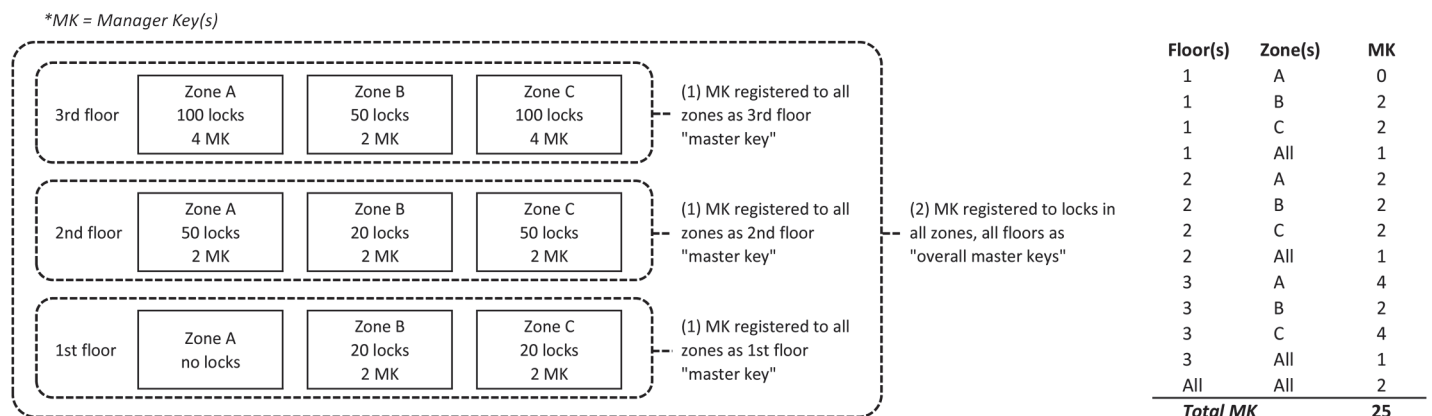 *MK = Manager Key(s)
3rd floor
Zone A
100 locks
4 MK
Zone B
50 locks
2 MK
Zone C
100 locks
4 MK
(1) MK registered to all
zones as 3rd floor
"master key"
2nd floor
Zone A
50 locks
2 MK
Zone B
20 locks
2 MK
Zone C
50 locks
2 MK
(1) MK registered to all
zones as 2nd floor
"master key"
1st floor
Zone A
no locks
Zone B
20 locks
2 MK
Zone C
20 locks
2 MK
(1) MK registered to all
zones as 1st floor
"master key"
(2) MK registered to locks in
all zones, all floors as
"overall master keys"
Floor(s) Zone(s) MK
1 A 0
1 B 2
1 C 2
1 All 1
2 A 2
2 B 2
2 C 2
2 All 1
3 A 4
3 B 2
3 C 4
3 All 1
All All 2
Total MK 25